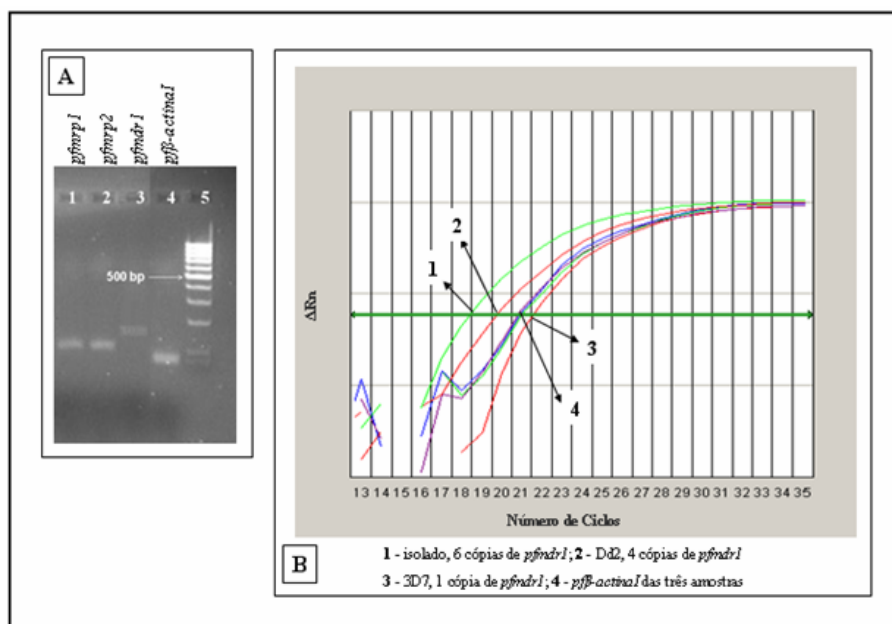 A
pfmrp1
pfmrp2
pfmdr1
pfβ-actinaI
1 2 3 4 5
500 bp
B
ΔRn
1
2
3
4
13 14 15 16 17 18 19 20 21 22 23 24 25 26 27 28 29 30 31 32 33 34 35
Número de Ciclos
1 - isolado, 6 cópias de pfmdr1; 2 - Dd2, 4 cópias de pfmdr1
3 - 3D7, 1 cópia de pfmdr1; 4 - pfβ-actinaI das três amostras